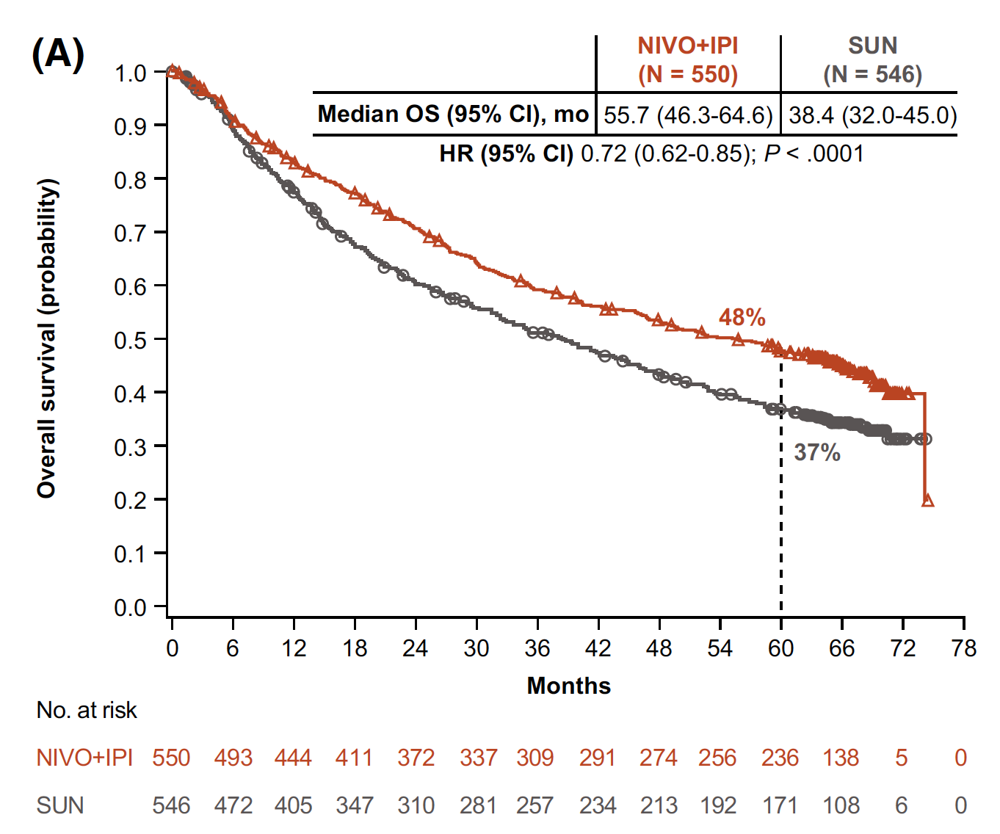 (A)
NIVO+IPI SUN
(N = 550) (N = 546)
Median OS (95% CI), mo 55.7 (46.3-64.6) 38.4 (32.0-45.0)
HR (95% CI) 0.72 (0.62-0.85); P < .0001
Overall survival (probability)
1.0
0.9
0.8
0.7
0.6
0.5
0.4
0.3
0.2
0.1
0.0
48%
37%
0 6 12 18 24 30 36 42 48 54 60 66 72 78
Months
No. at risk
NIVO+IPI 550 493 444 411 372 337 309 291 274 256 236 138 5 0
SUN 546 472 405 347 310 281 257 234 213 192 171 108 6 0